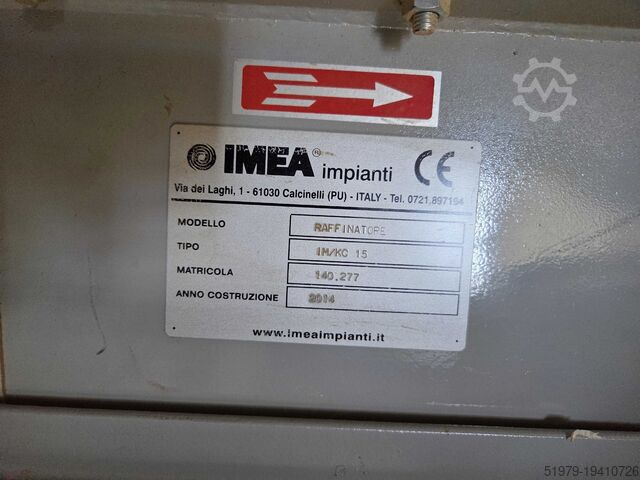 IMEA® impianti CE
Via dei Laghi, 1 - 61030 Calcinelli (PU) - ITALY - Tel. 0721.897194
MODELLO RAFFINATORE
TIPO IM/KC 15
MATRICOLA 140.277
ANNO COSTRUZIONE 2014
www.imeaimpianti.it
51979-19410726